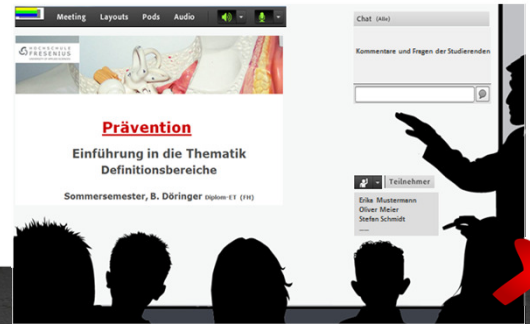 Meeting Layouts Pods Audio
HOCHSCHULE
FRESENIUS
Prävention
Einführung in die Thematik
Definitionsbereiche
Sommersemester, B. Döringer Diplom-ET (FH)
Chat (Alle)
Kommentare und Fragen der Studierenden
Teilnehmer
Erika Mustermann
Oliver Meier
Stefan Schmidt
......